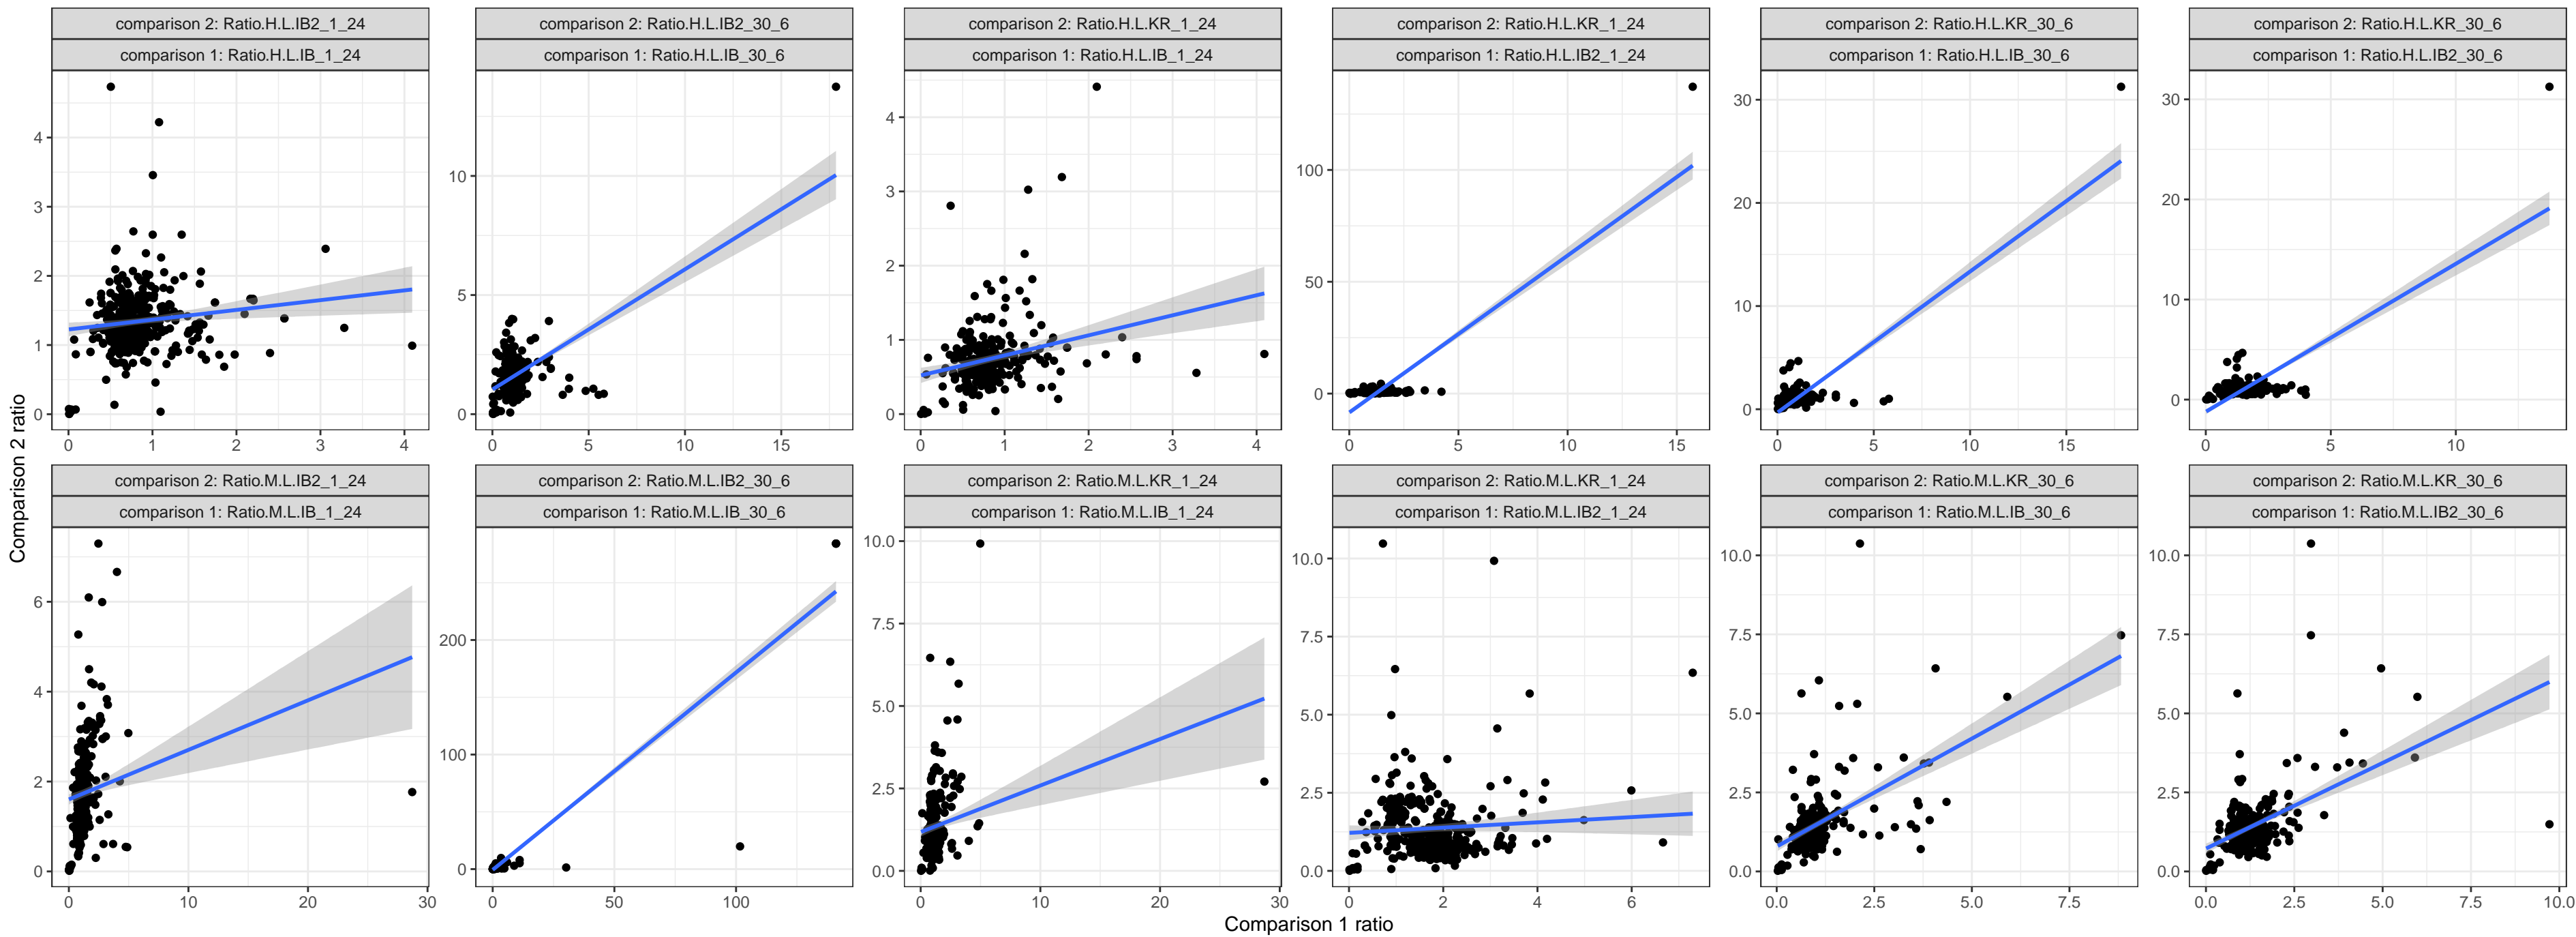 comparison 2: Ratio.H.L.IB2_1_24
comparison 1: Ratio.H.L.IB_1_24
comparison 2: Ratio.H.L.IB2_30_6
comparison 1: Ratio.H.L.IB_30_6
comparison 2: Ratio.H.L.KR_1_24
comparison 1: Ratio.H.L.IB_1_24
comparison 2: Ratio.H.L.KR_1_24
comparison 1: Ratio.H.L.IB2_1_24
comparison 2: Ratio.H.L.KR_30_6
comparison 1: Ratio.H.L.IB_30_6
comparison 2: Ratio.H.L.KR_30_6
comparison 1: Ratio.H.L.IB2_30_6
4
3
2
1
0
0 1 2 3 4
10
5
0
0 5 10 15
4
3
2
1
0
0 1 2 3 4
100
50
0
0 5 10 15
30
20
10
0
0 5 10 15
30
20
10
0
0 5 10
Comparison 2 ratio
comparison 2: Ratio.M.L.IB2_1_24
comparison 1: Ratio.M.L.IB_1_24
comparison 2: Ratio.M.L.IB2_30_6
comparison 1: Ratio.M.L.IB_30_6
comparison 2: Ratio.M.L.KR_1_24
comparison 1: Ratio.M.L.IB_1_24
comparison 2: Ratio.M.L.KR_1_24
comparison 1: Ratio.M.L.IB2_1_24
comparison 2: Ratio.M.L.KR_30_6
comparison 1: Ratio.M.L.IB_30_6
comparison 2: Ratio.M.L.KR_30_6
comparison 1: Ratio.M.L.IB2_30_6
6
4
2
0
0 10 20 30
200
100
0
0 50 100
10.0
7.5
5.0
2.5
0.0
0 10 20 30
10.0
7.5
5.0
2.5
0.0
0 2 4 6
10.0
7.5
5.0
2.5
0.0
0.0 2.5 5.0 7.5
10.0
7.5
5.0
2.5
0.0
0.0 2.5 5.0 7.5 10.0
Comparison 1 ratio